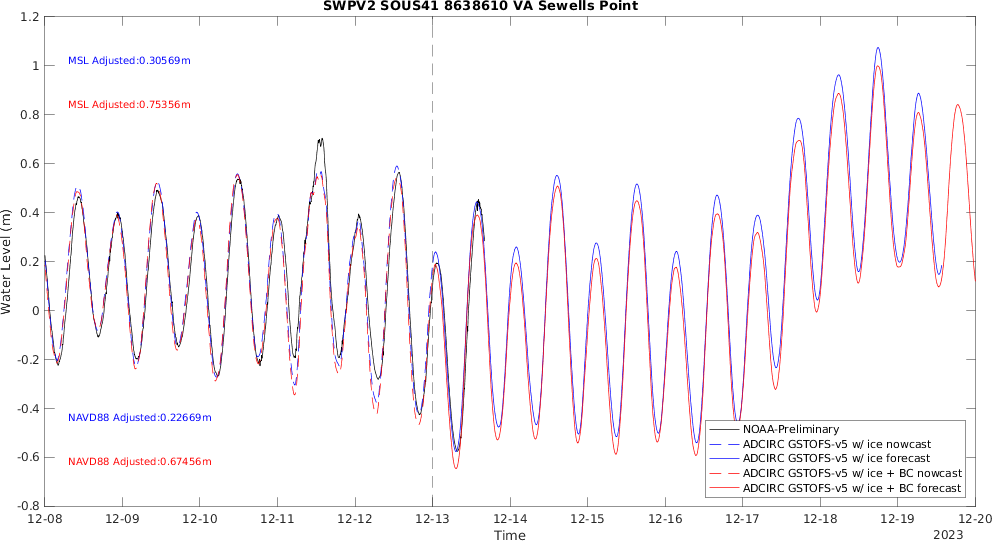 SWPV2 SOUS41 8638610 VA Sewells Point
1.2
1
0.8
0.6
0.4
0.2
0
-0.2
-0.4
-0.6
-0.8
Water Level (m)
MSL Adjusted:0.30569m
MSL Adjusted:0.75356m
NAVD88 Adjusted:0.22669m
NAVD88 Adjusted:0.67456m
NOAA-Preliminary
ADCIRC GSTOFS-v5 w/ ice nowcast
ADCIRC GSTOFS-v5 w/ ice forecast
ADCIRC GSTOFS-v5 w/ ice + BC nowcast
ADCIRC GSTOFS-v5 w/ ice + BC forecast
12-08 12-09 12-10 12-11 12-12 12-13 12-14 12-15 12-16 12-17 12-18 12-19 12-20
Time
2023